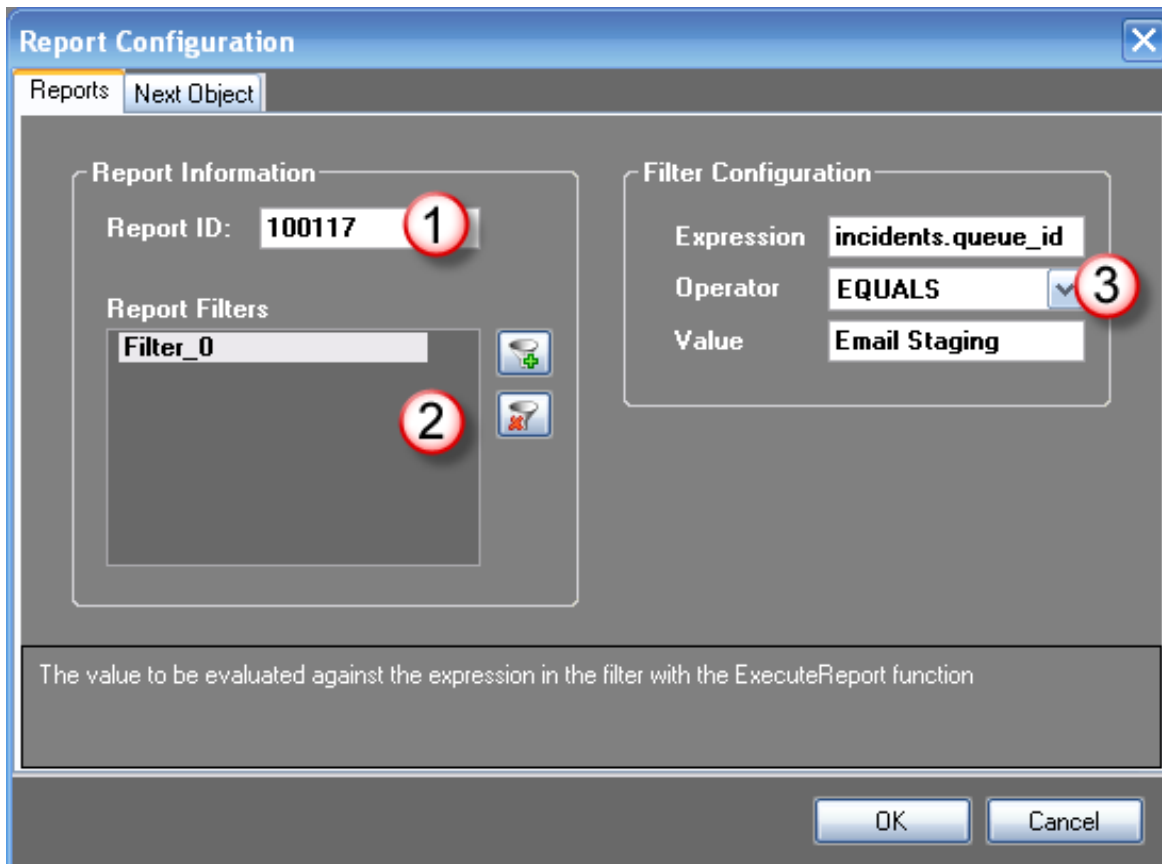 Report Configuration
Reports
Next Object
Report Information
Report ID: 100117 1
Report Filters
Filter_0
2
Filter Configuration
Expression incidents.queue_id
Operator EQUALS 3
Value Email Staging
The value to be evaluated against the expression in the filter with the ExecuteReport function
OK Cancel